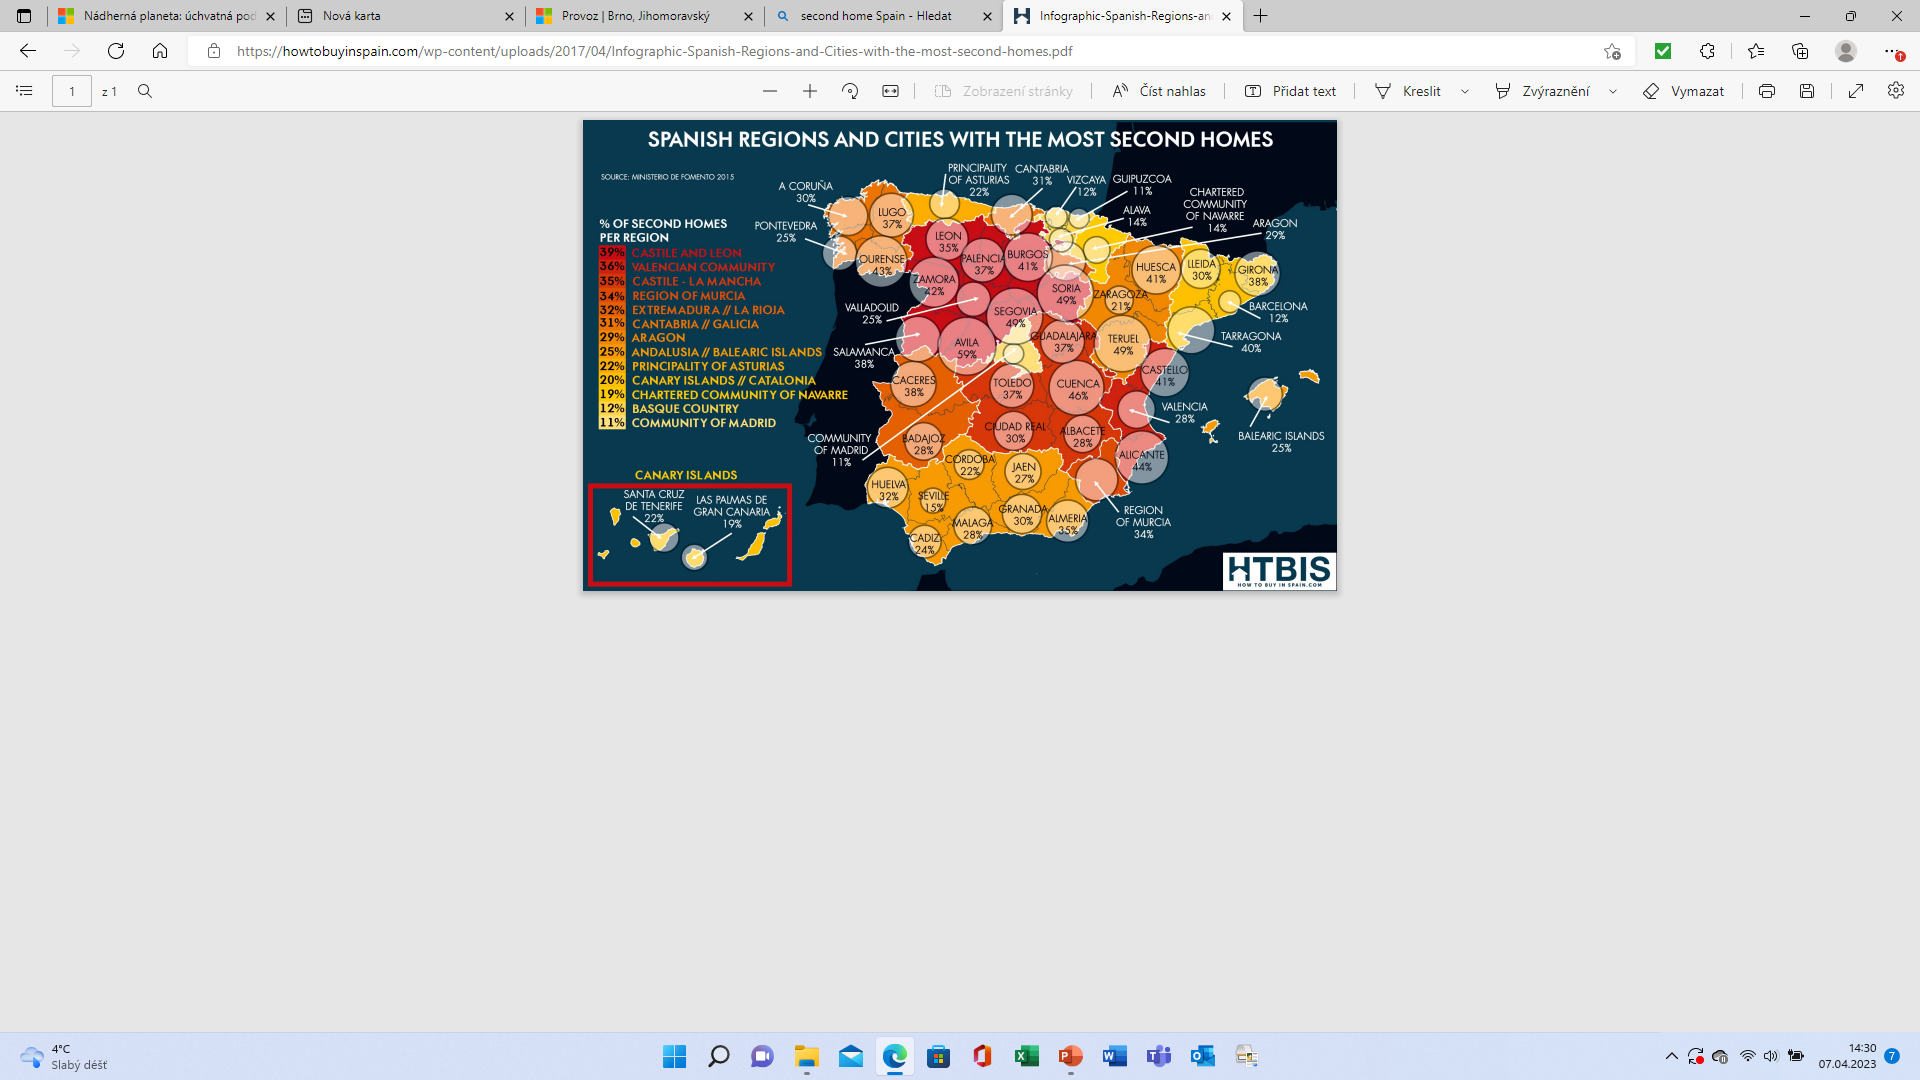 Nádherná planeta: úchvatná pod
Nová karta
Provoz | Brno, Jihomoravský
second home Spain - Hledat
Infographic-Spanish-Regions-an
https://howtobuyinspain.com/wp-content/uploads/2017/04/Infographic-Spanish-Regions-and-Cities-with-the-most-second-homes.pdf
1 z 1
Zobrazení stránky
Číst nahlas
Přidat text
Kreslit
Zvýraznění
Vymazat
SPANISH REGIONS AND CITIES WITH THE MOST SECOND HOMES
SOURCE: MINISTERIO DE FOMENTO 2015
% OF SECOND HOMES
PER REGION
39% CASTILE AND LEON
36% VALENCIAN COMMUNITY
35% CASTILE - LA MANCHA
34% REGION OF MURCIA
32% EXTREMADURA // LA RIOJA
31% CANTABRIA // GALICIA
29% ARAGON
25% ANDALUSIA // BALEARIC ISLANDS
22% PRINCIPALITY OF ASTURIAS
20% CANARY ISLANDS // CATALONIA
19% CHARTERED COMMUNITY OF NAVARRE
12% BASQUE COUNTRY
11% COMMUNITY OF MADRID
A CORUÑA
30%
PONTEVEDRA
25%
LUGO
37%
OURENSE
43%
PRINCIPALITY
OF ASTURIAS
22%
CANTABRIA
31%
VIZCAYA
12%
GUIPUZCOA
11%
ALAVA
14%
CHARTERED
COMMUNITY
OF NAVARRE
14%
ARAGON
29%
LEON
35%
PALENCIA
37%
BURGOS
41%
ZAMORA
42%
VALLADOLID
25%
SORIA
49%
SEGOVIA
49%
SALAMANCA
38%
AVILA
59%
HUESCA
41%
ZARAGOZA
21%
TERUEL
49%
LLEIDA
30%
GIRONA
38%
BARCELONA
12%
TARRAGONA
40%
GUADALAJARA
37%
CACERES
38%
TOLEDO
37%
CUENCA
46%
CASTELLO
41%
VALENCIA
28%
BALEARIC ISLANDS
25%
COMMUNITY
OF MADRID
11%
BADAJOZ
28%
CIUDAD REAL
30%
ALBACETE
28%
ALICANTE
44%
CORDOBA
22%
JAEN
27%
HUELVA
32%
SEVILLE
15%
GRANADA
30%
MALAGA
28%
ALMERIA
35%
CADIZ
24%
REGION
OF MURCIA
34%
CANARY ISLANDS
SANTA CRUZ
DE TENERIFE
22%
LAS PALMAS DE
GRAN CANARIA
19%
HTBIS
HOW TO BUY IN SPAIN.COM
4°C
Slabý déšť
14:30
07.04.2023
7